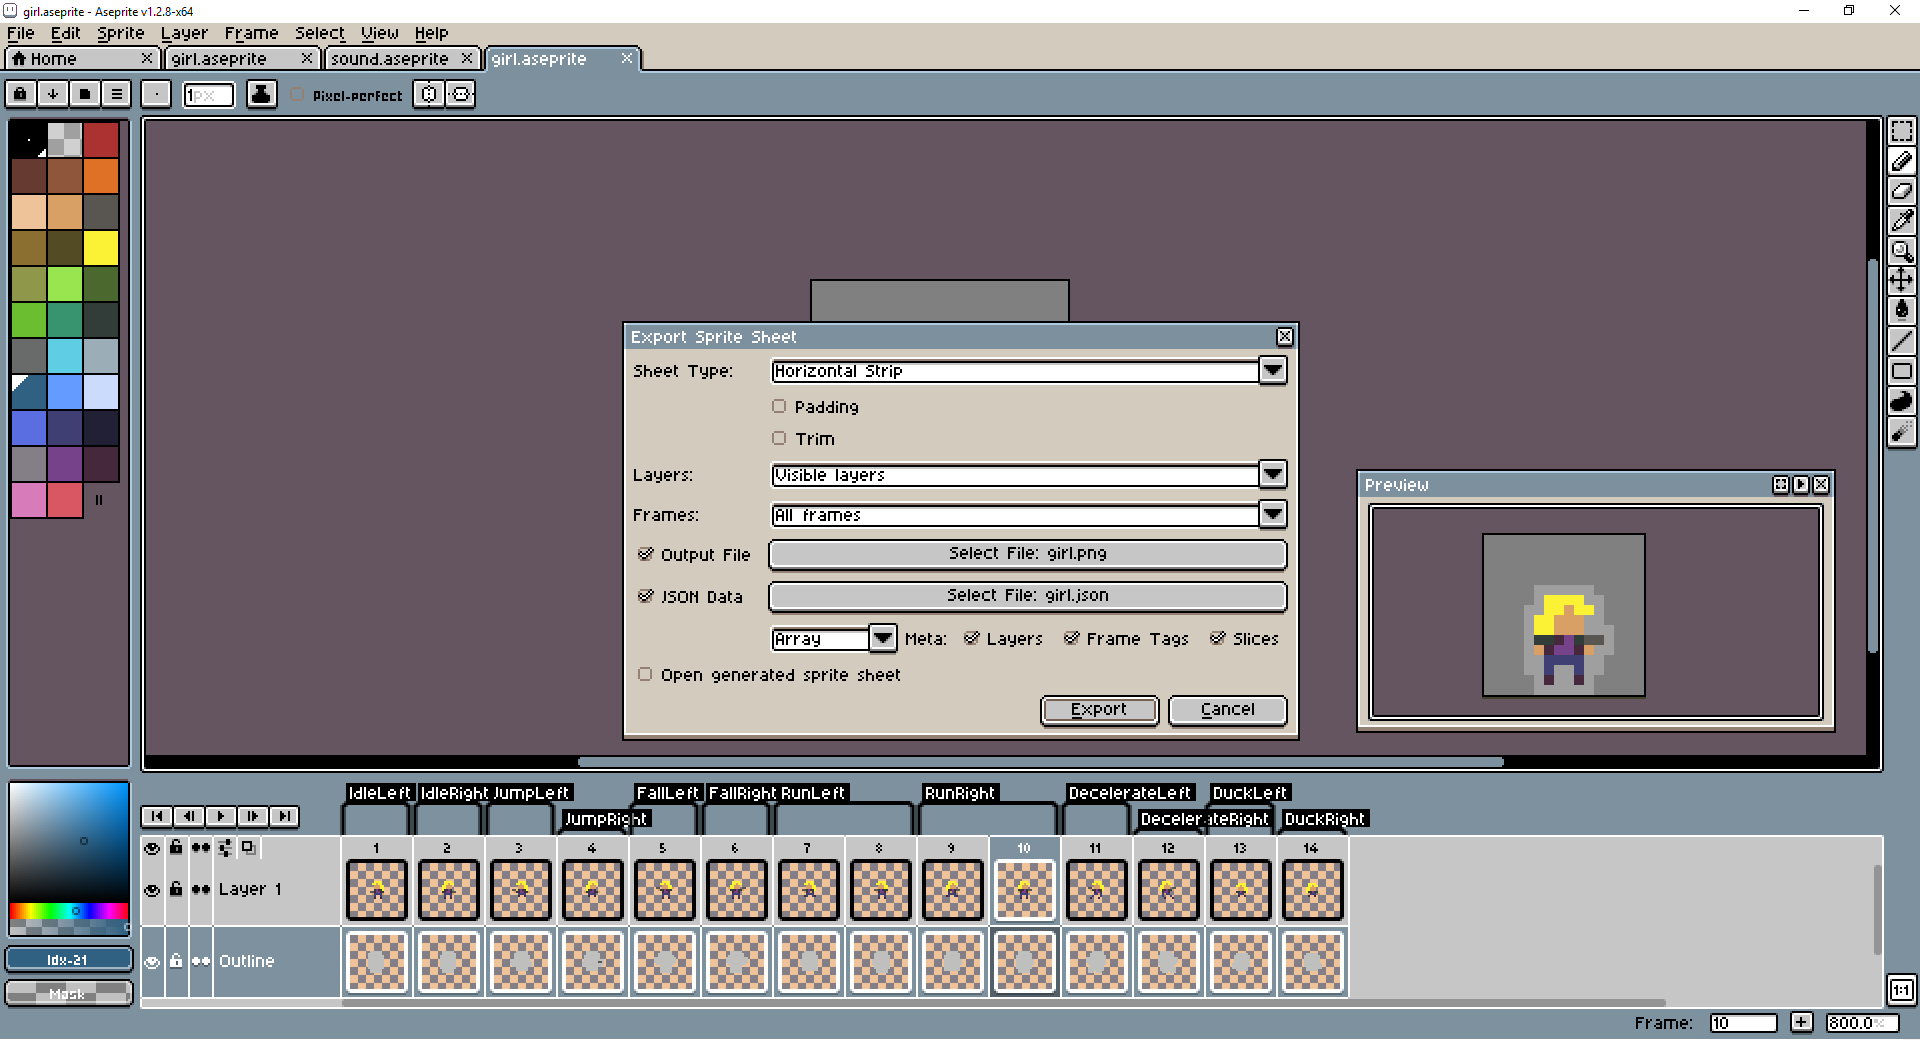 girl.aseprite - Aseprite v1.2.8-x64
File Edit Sprite Layer Frame Select View Help
Home girl.aseprite sound.aseprite girl.aseprite
1px Pixel-perfect
Export Sprite Sheet
Sheet Type: Horizontal Strip
Padding
Trim
Layers: Visible layers
Frames: All frames
Output File Select File: girl.png
JSON Data Select File: girl.json
Array Meta: Layers Frame Tags Slices
Open generated sprite sheet
Export Cancel
Preview
IdleLeft IdleRight JumpLeft FallLeft FallRight RunLeft RunRight DecelerateLeft DuckLeft
JumpRight DecelerateRight DuckRight
1 2 3 4 5 6 7 8 9 10 11 12 13 14
Layer 1
Outline
Idx-21
Mask
1:1
Frame: 10 + 800.0%